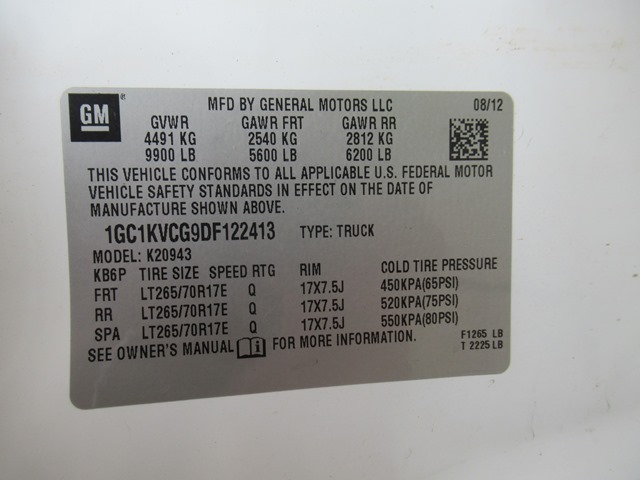 GM ® MFD BY GENERAL MOTORS LLC 08/12
GVWR GAWR FRT GAWR RR
4491 KG 2540 KG 2812 KG
9900 LB 5600 LB 6200 LB
THIS VEHICLE CONFORMS TO ALL APPLICABLE U.S. FEDERAL MOTOR
VEHICLE SAFETY STANDARDS IN EFFECT ON THE DATE OF
MANUFACTURE SHOWN ABOVE.
1GC1KVCG9DF122413 TYPE: TRUCK
MODEL: K20943
KB6P TIRE SIZE SPEED RTG RIM COLD TIRE PRESSURE
FRT LT265/70R17E Q 17X7.5J 450KPA(65PSI)
RR LT265/70R17E Q 17X7.5J 520KPA(75PSI)
SPA LT265/70R17E Q 17X7.5J 550KPA(80PSI)
SEE OWNER'S MANUAL FOR MORE INFORMATION.
F1265 LB
T 2225 LB